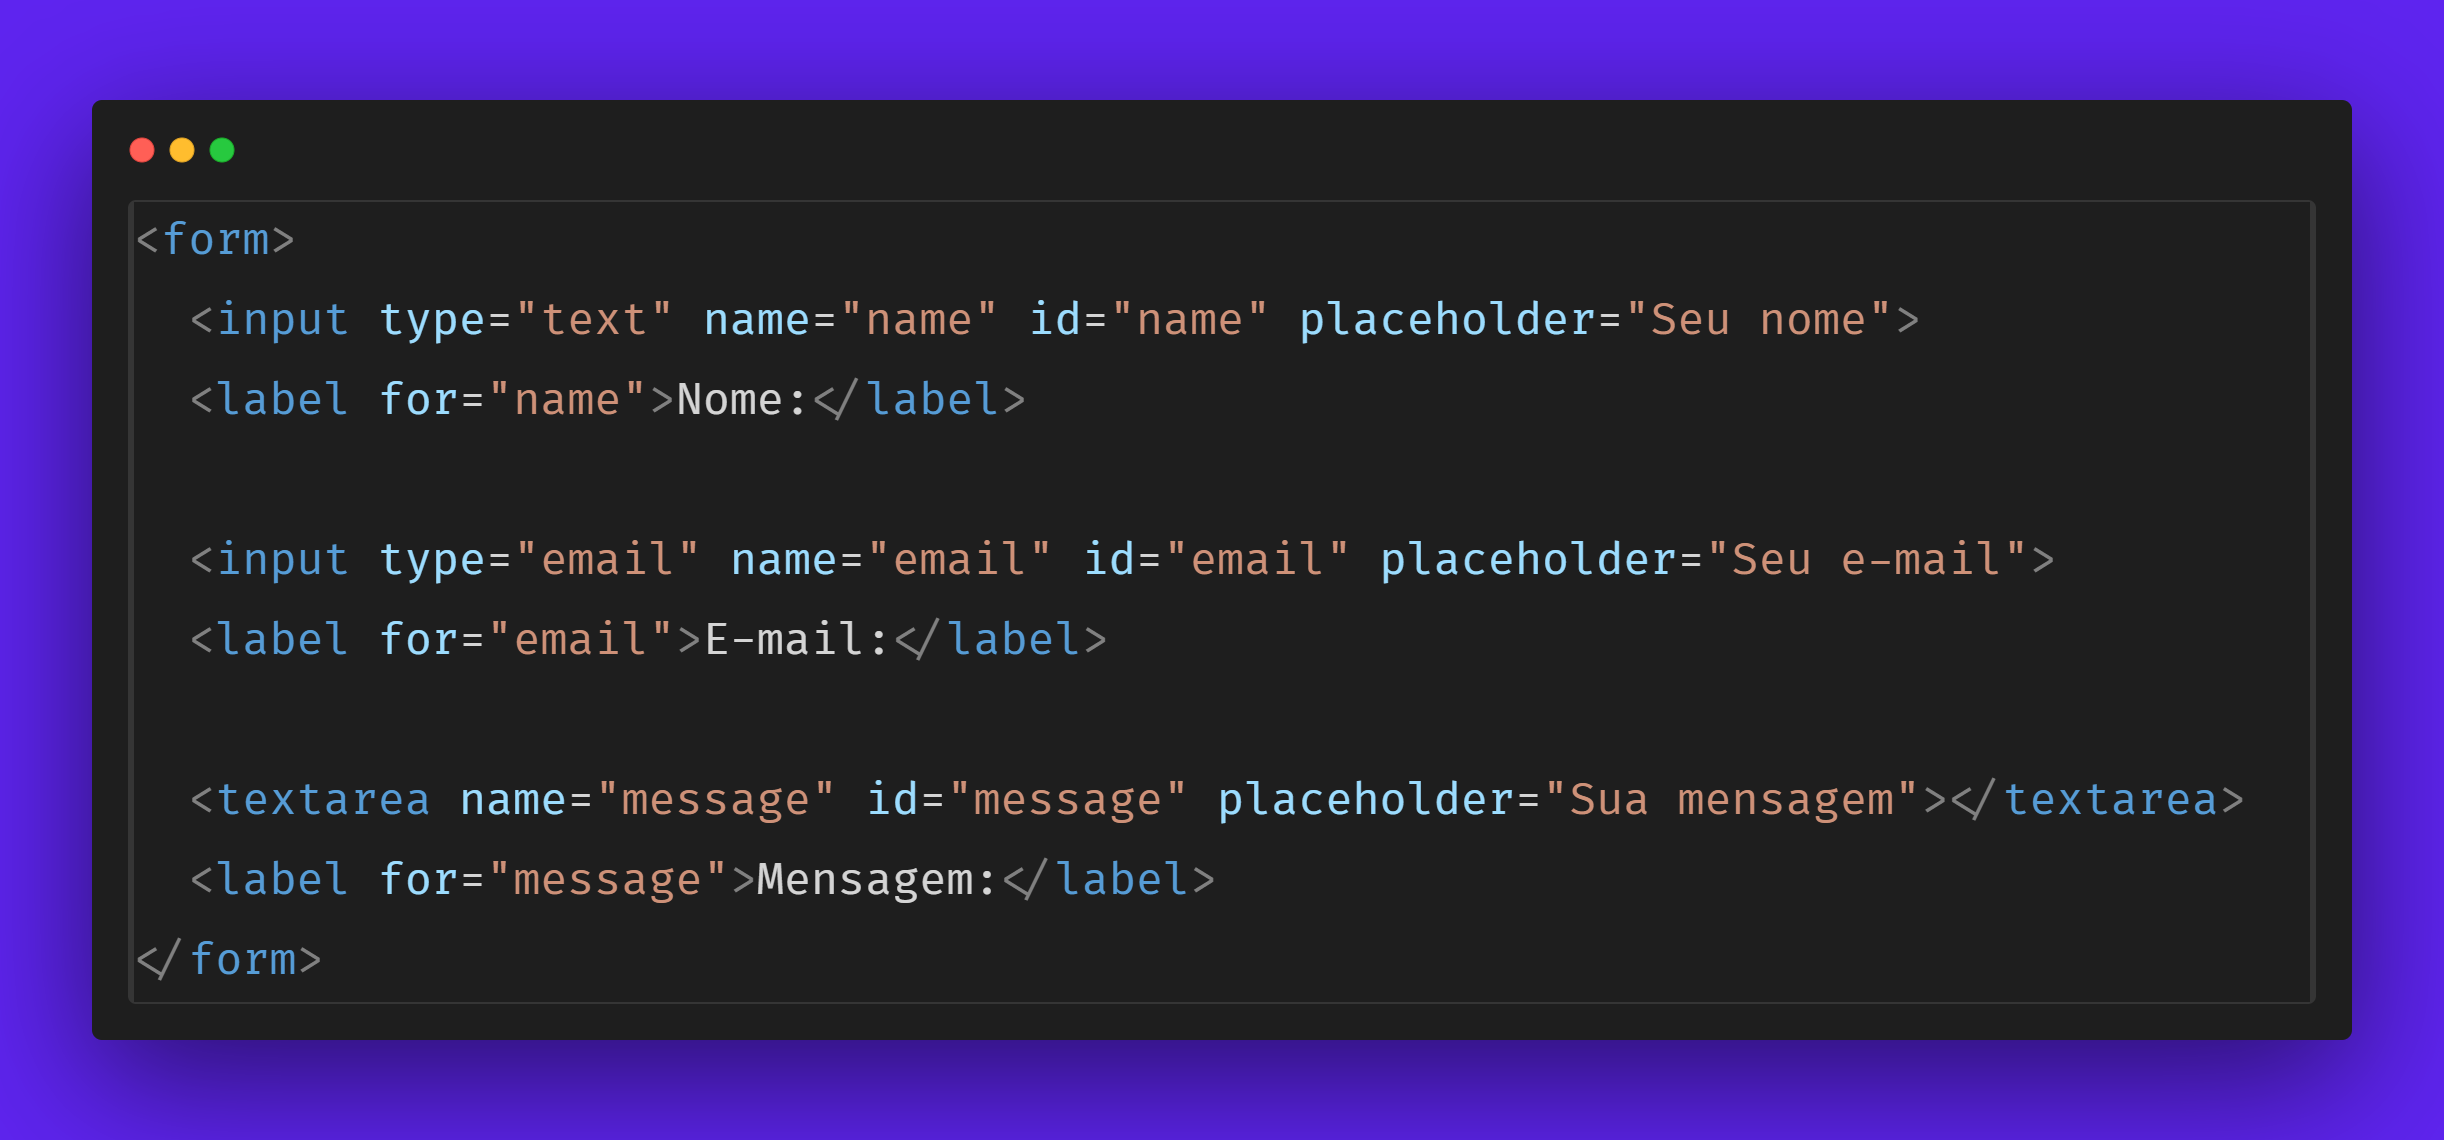 <form>
<input type="text" name="name" id="name" placeholder="Seu nome">
<label for="name">Nome:</label>
<input type="email" name="email" id="email" placeholder="Seu e-mail">
<label for="email">E-mail:</label>
<textarea name="message" id="message" placeholder="Sua mensagem"></textarea>
<label for="message">Mensagem:</label>
</form>